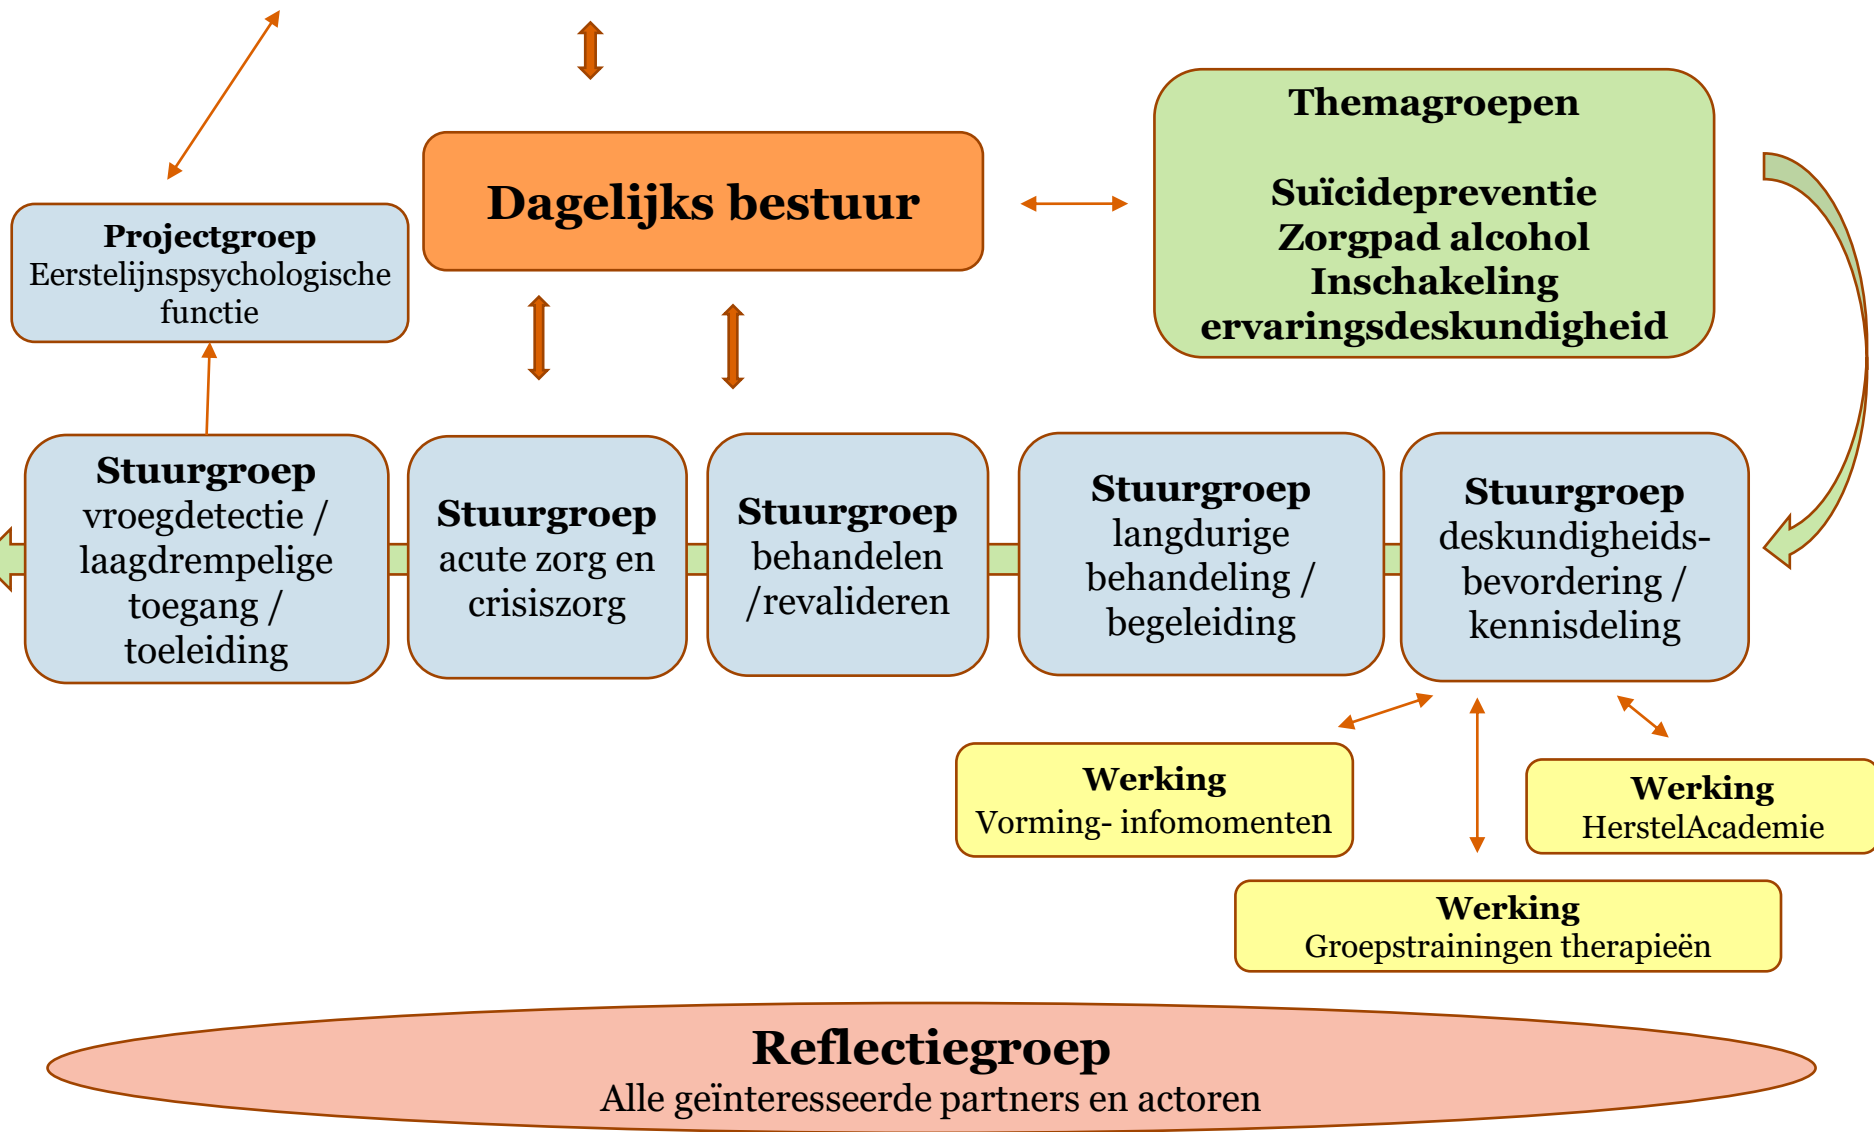 Themagroepen
Suïcidepreventie
Zorgpad alcohol
Inschakeling
ervaringsdeskundigheid
Dagelijks bestuur
Projectgroep
Eerstelijnspsychologische
functie
Stuurgroep
vroegdetectie /
laagdrempelige
toegang /
toeleiding
Stuurgroep
acute zorg en
crisiszorg
Stuurgroep
behandelen
/revalideren
Stuurgroep
langdurige
behandeling /
begeleiding
Stuurgroep
deskundigheids-
bevordering /
kennisdeling
Werking
Vorming- infomomenten
Werking
HerstelAcademie
Werking
Groepstrainingen therapieën
Reflectiegroep
Alle geïnteresseerde partners en actoren